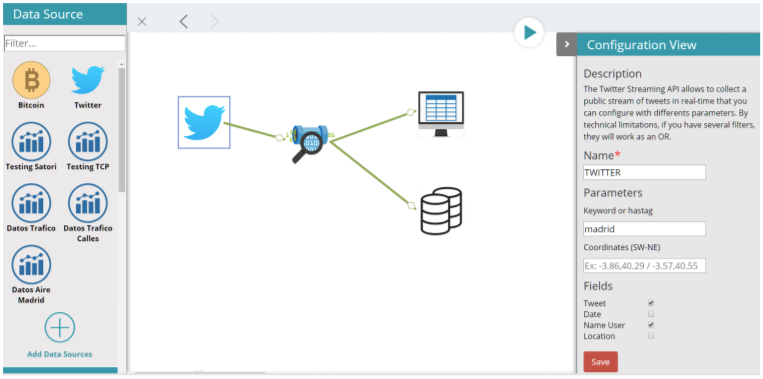 Data Source
Filter...
Bitcoin
Twitter
Testing Satori
Testing TCP
Datos Trafico
Datos Trafico
Calles
Datos Aire
Madrid
Add Data Sources
Configuration View
Description
The Twitter Streaming API allows to collect a
public stream of tweets in real-time that you
can configure with differents parameters. By
technical limitations, if you have several filters,
they will work as an OR.
Name*
TWITTER
Parameters
Keyword or hastag
madrid
Coordinates (SW-NE)
Ex: -3.86,40.29 / -3.57,40.55
Fields
Tweet
Date
Name User
Location
Save